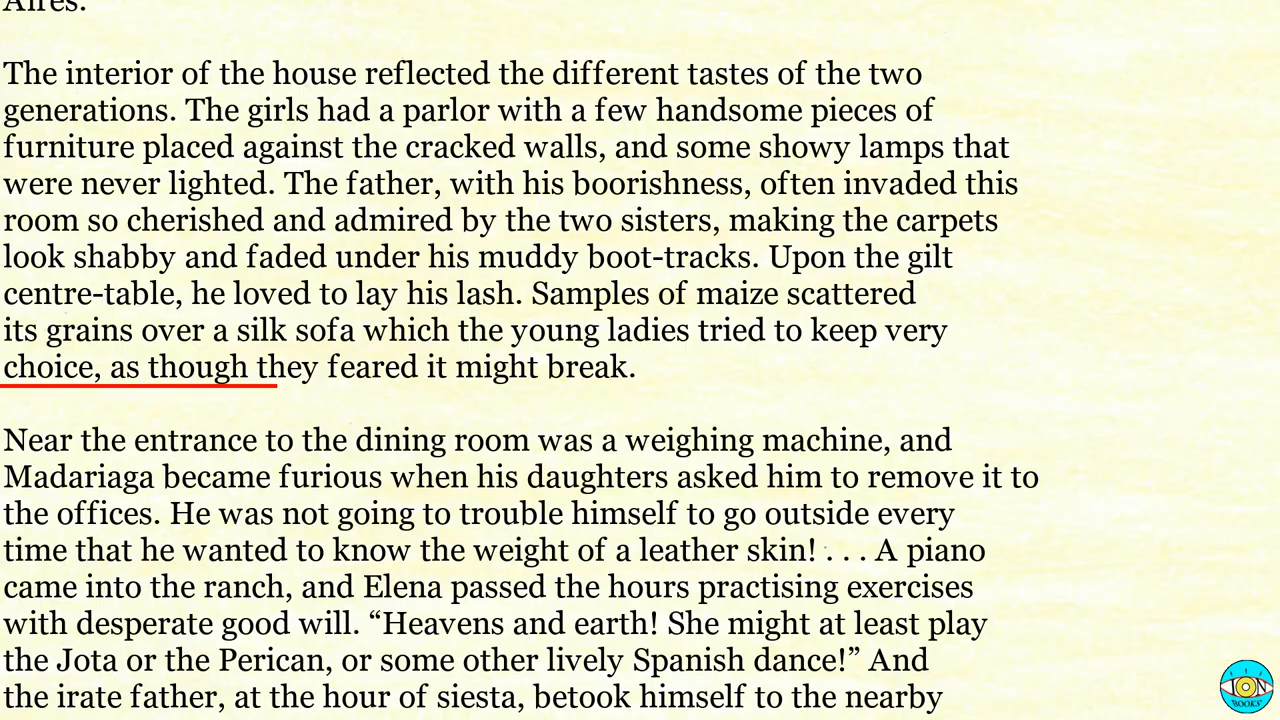 Aires.
The interior of the house reflected the different tastes of the two
generations. The girls had a parlor with a few handsome pieces of
furniture placed against the cracked walls, and some showy lamps that
were never lighted. The father, with his boorishness, often invaded this
room so cherished and admired by the two sisters, making the carpets
look shabby and faded under his muddy boot-tracks. Upon the gilt
centre-table, he loved to lay his lash. Samples of maize scattered
its grains over a silk sofa which the young ladies tried to keep very
choice, as though they feared it might break.
Near the entrance to the dining room was a weighing machine, and
Madariaga became furious when his daughters asked him to remove it to
the offices. He was not going to trouble himself to go outside every
time that he wanted to know the weight of a leather skin! . . . A piano
came into the ranch, and Elena passed the hours practising exercises
with desperate good will. “Heavens and earth! She might at least play
the Jota or the Perican, or some other lively Spanish dance!” And
the irate father, at the hour of siesta, betook himself to the nearby
ION
BOOKS